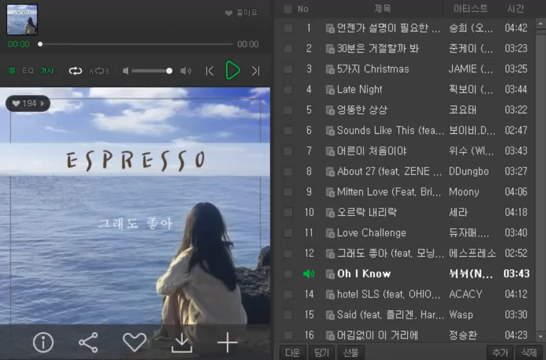 ESPRESSO
좋아요
00:00 00:00
EQ 가사
194
ESPRESSO
그래도 좋아
No 제목 아티스트 시간
1 언젠가 설명이 필요한 ... 승희 (오... 04:42
2 30분은 거절할까 봐 준케이 (... 03:23
3 5가지 Christmas JAMIE (... 03:25
4 Late Night 픽보이 (... 03:44
5 엉뚱한 상상 코요태 03:22
6 Sounds Like This (fea... 보이비,D... 02:47
7 어른이 처음이야 위수 (WI... 03:43
8 About 27 (feat, ZENE ... DDungbo 03:27
9 Mitten Love (Feat, Bri... Moony 04:06
10 오르락 내리락 세라 04:18
11 Love Challenge 듀자매,... 03:40
12 그래도 좋아 (feat, 모닝... 에스프레소 02:52
Oh I Know 뉴뉴(N... 03:43
14 hotel SLS (feat, OHIO... ACACY 04:12
15 Said (feat, 플리겐, Har... Wasp 03:30
16 어김없이 이 거리에 정승환 04:23
다운 담기 선물 추가 삭제